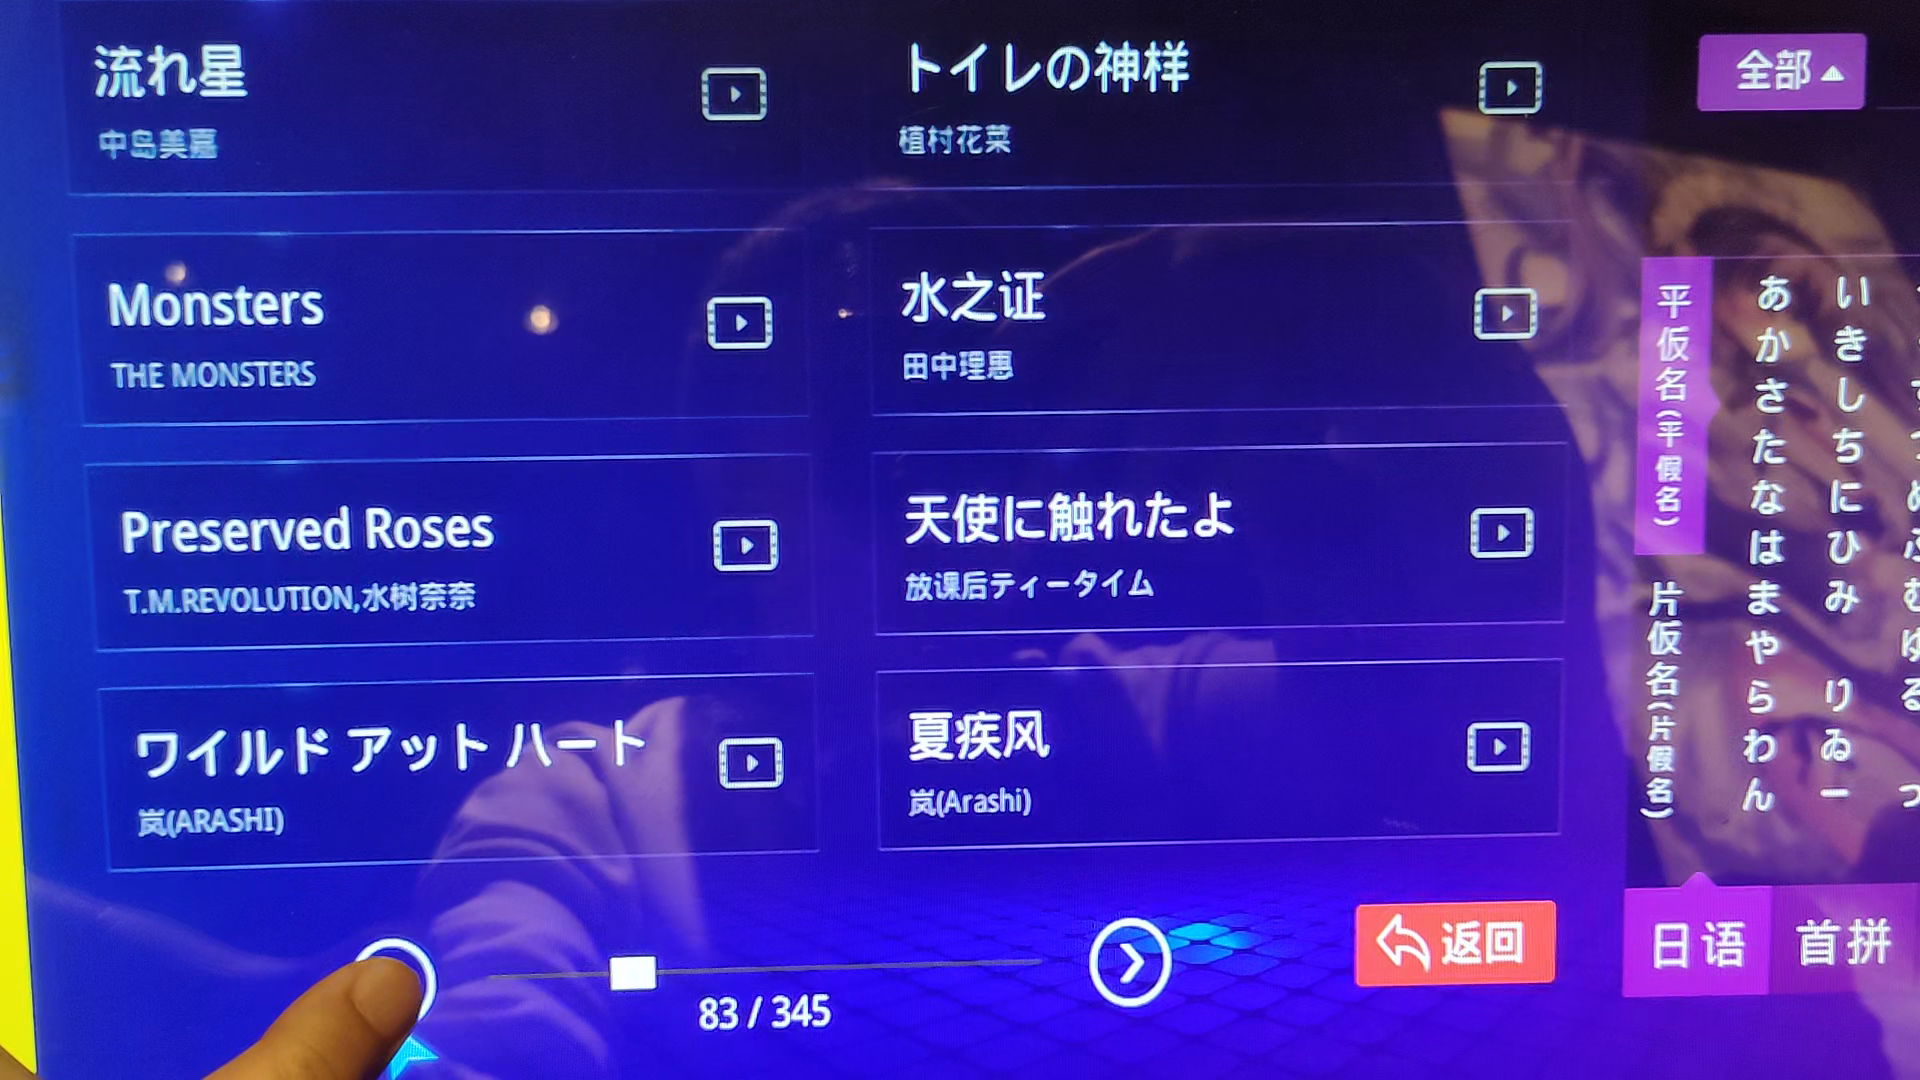 流れ星
中岛美嘉
トイレの神样
植村花菜
全部
Monsters
THE MONSTERS
水之证
田中理恵
Preserved Roses
T.M.REVOLUTION,水树奈奈
天使に触れたよ
放课后ティータイム
ワイルド アット ハート
岚(ARASHI)
夏疾风
岚(Arashi)
平仮名(平假名)
片仮名(片假名)
あかさたなはまやらわん
いきしちにひみ りゐー
83 / 345
返回
日语
首拼